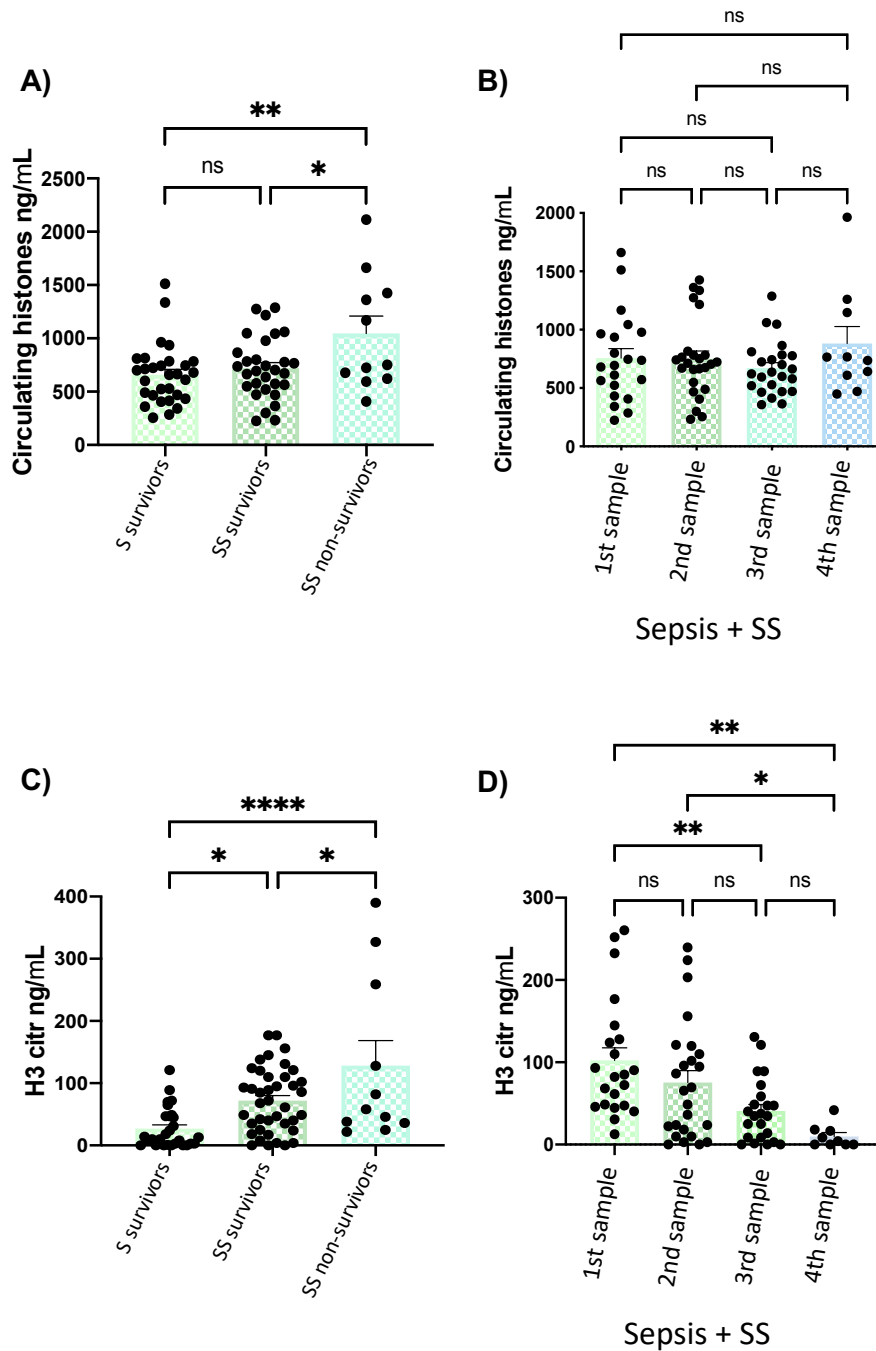 A)
**
ns
*
Circulating histones ng/mL
2500
2000
1500
1000
500
0
S survivors
SS survivors
SS non-survivors
B)
ns
ns
ns
ns
ns
ns
Circulating histones ng/mL
2000
1500
1000
500
0
1st sample
2nd sample
3rd sample
4th sample
Sepsis + SS
C)
****
*
*
H3 citr ng/mL
400
300
200
100
0
S survivors
SS survivors
SS non-survivors
D)
**
*
**
ns
ns
ns
H3 citr ng/mL
300
200
100
0
1st sample
2nd sample
3rd sample
4th sample
Sepsis + SS